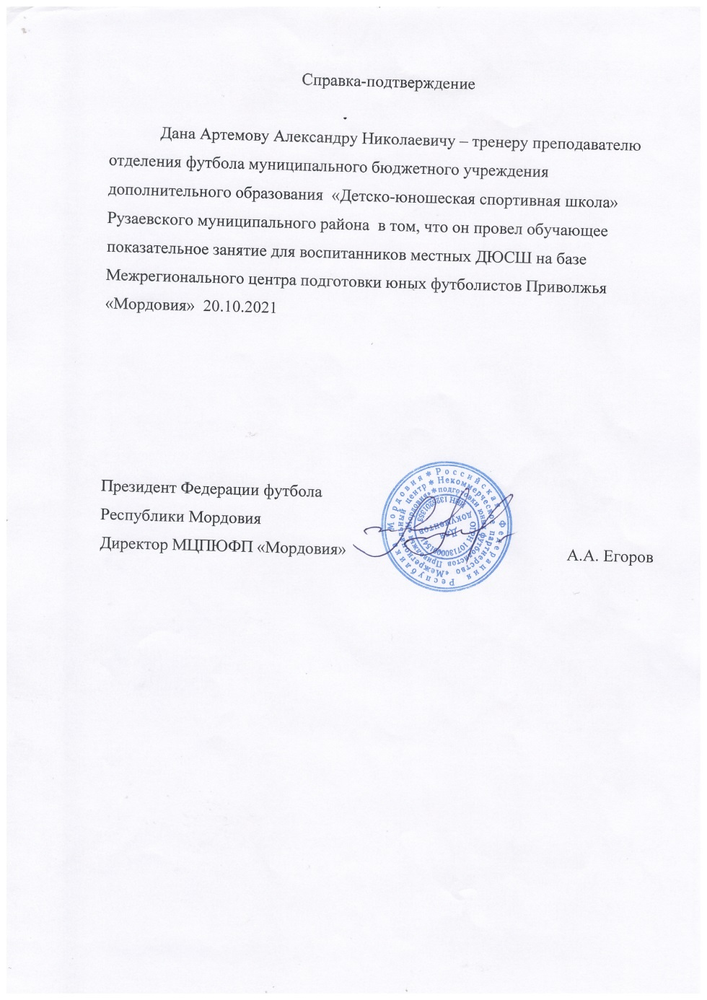 Справка-подтверждение
Дана Артемову Александру Николаевичу – тренеру преподавателю
отделения футбола муниципального бюджетного учреждения
дополнительного образования «Детско-юношеская спортивная школа»
Рузаевского муниципального района в том, что он провел обучающее
показательное занятие для воспитанников местных ДЮСШ на базе
Межрегионального центра подготовки юных футболистов Приволжья
«Мордовия» 20.10.2021
Президент Федерации футбола
Республики Мордовия
Директор МЦПЮФП «Мордовия»
А.А. Егоров
Российская Федерация Республика Мордовия
Некоммерческое партнерство «Межрегиональный центр
подготовки юных футболистов Приволжья «Мордовия»
Для
документов